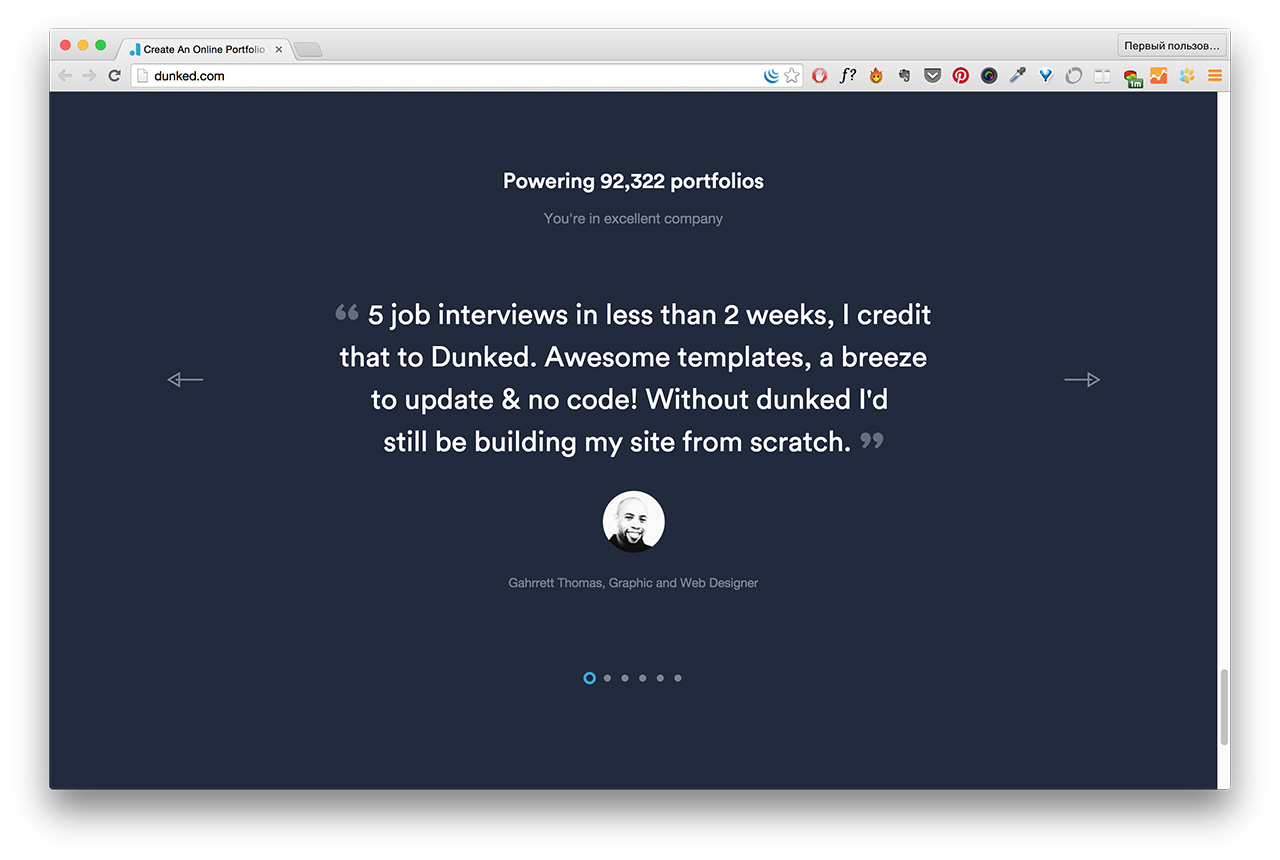 Create An Online Portfolio
Первый пользов...
dunked.com
f?
1m
Powering 92,322 portfolios
You're in excellent company
“ 5 job interviews in less than 2 weeks, I credit
that to Dunked. Awesome templates, a breeze
to update & no code! Without dunked I'd
still be building my site from scratch. ”
Gahrrett Thomas, Graphic and Web Designer